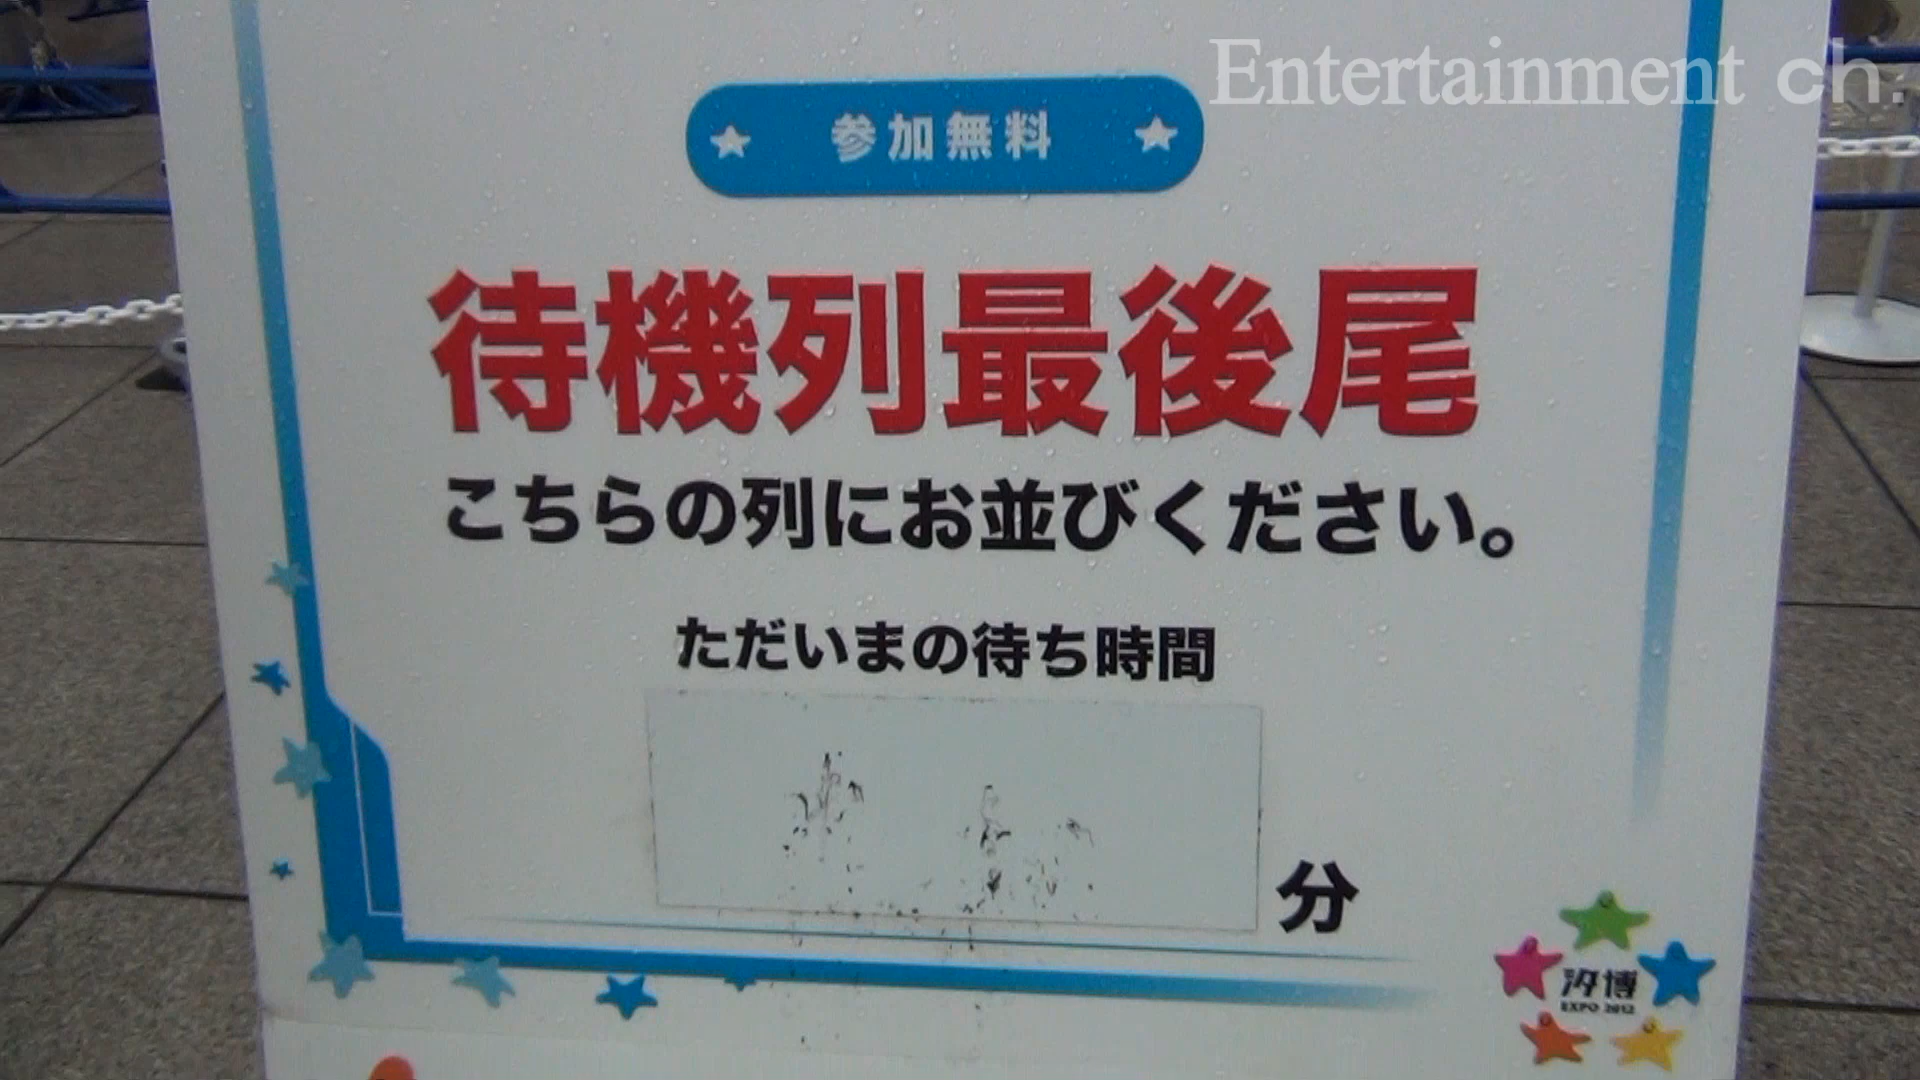 Entertainment ch.
参加無料
待機列最後尾
こちらの列にお並びください。
ただいまの待ち時間
分
汐博
EXPO 2012